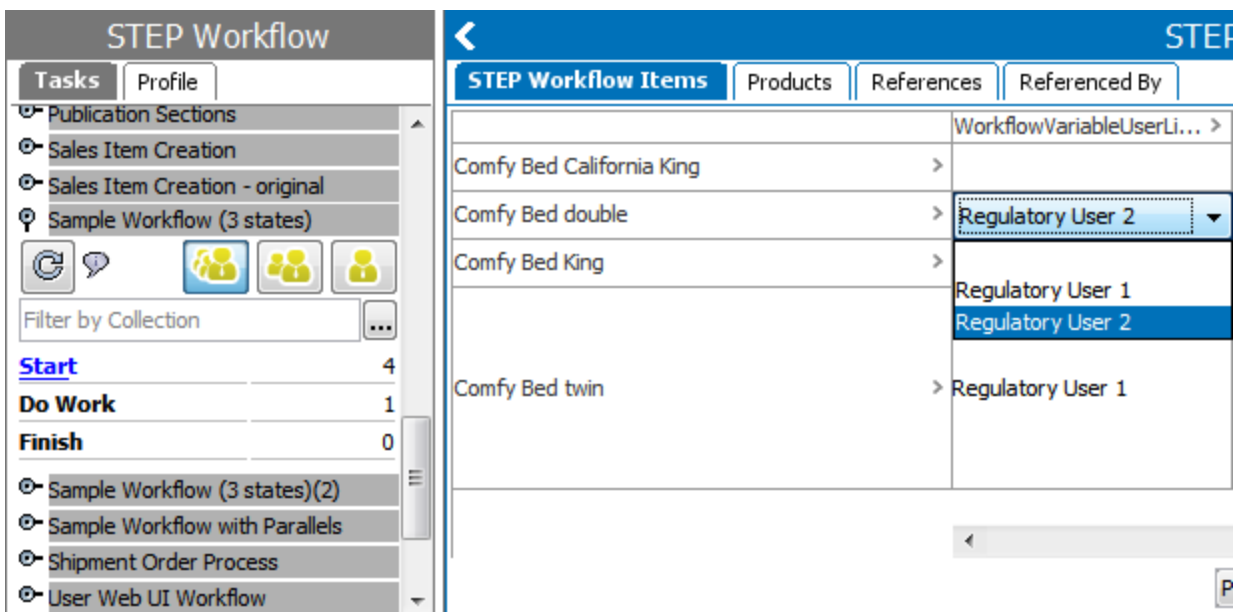 STEP Workflow
Tasks Profile
Publication Sections
Sales Item Creation
Sales Item Creation - original
Sample Workflow (3 states)
Filter by Collection ...
Start 4
Do Work 1
Finish 0
Sample Workflow (3 states)(2)
Sample Workflow with Parallels
Shipment Order Process
User Web UI Workflow
STEP
STEP Workflow Items Products References Referenced By
WorkflowVariableUserLi... >
Comfy Bed California King >
Comfy Bed double > Regulatory User 2
Comfy Bed King >
Regulatory User 1
Regulatory User 2
Comfy Bed twin > Regulatory User 1
P